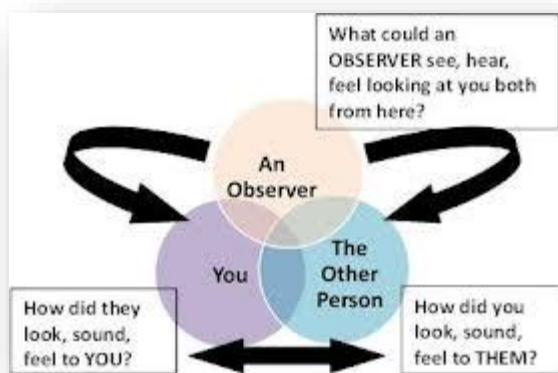 What could an
OBSERVER see, hear,
feel looking at you both
from here?
An
Observer
You
The
Other
Person
How did they
look, sound,
feel to YOU?
How did you
look, sound,
feel to THEM?